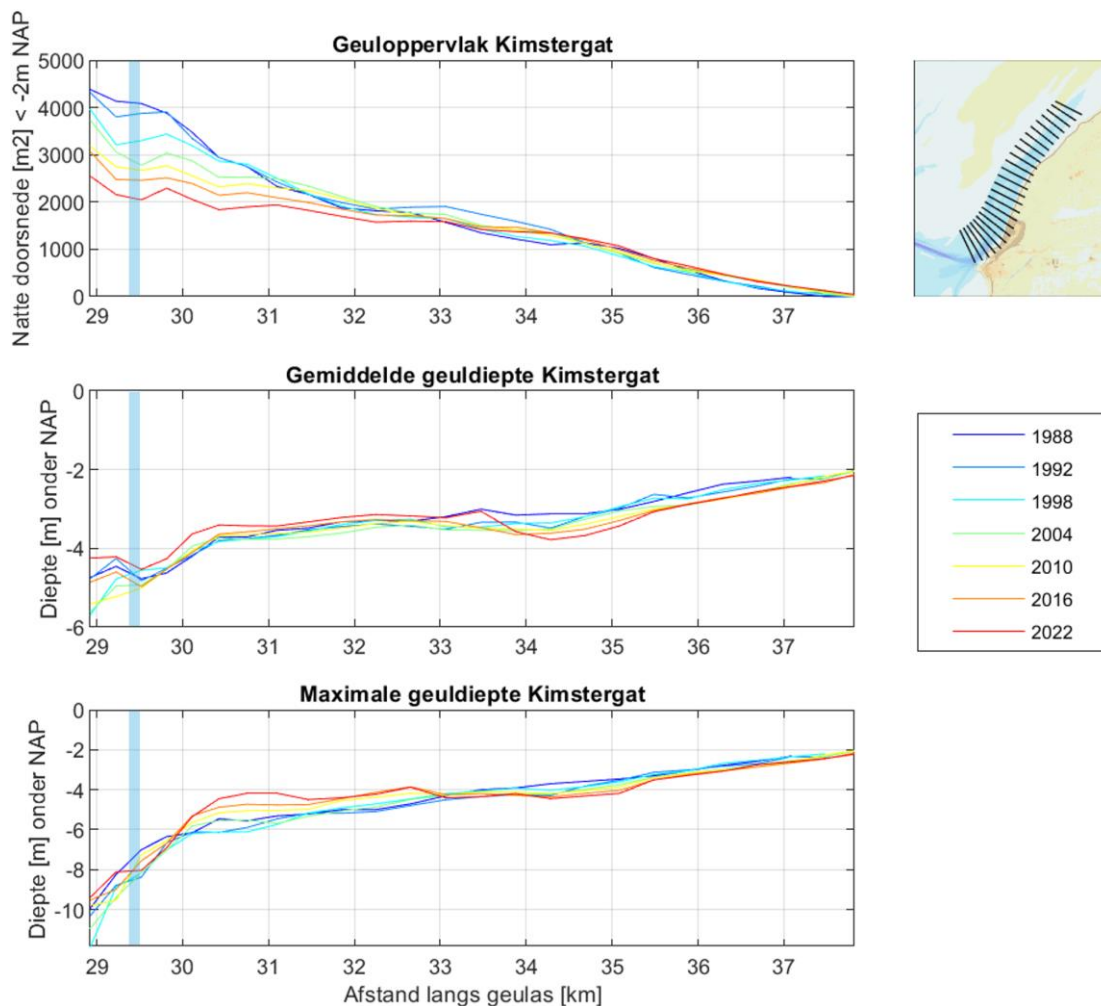 Geuloppervlak Kimstergat
Natte doorsnede [m2] < -2m NAP
5000
4000
3000
2000
1000
0
29 30 31 32 33 34 35 36 37
Gemiddelde geuldiepte Kimstergat
Diepte [m] onder NAP
0
-2
-4
-6
29 30 31 32 33 34 35 36 37
1988
1992
1998
2004
2010
2016
2022
Maximale geuldiepte Kimstergat
Diepte [m] onder NAP
0
-2
-4
-6
-8
-10
29 30 31 32 33 34 35 36 37
Afstand langs geulas [km]